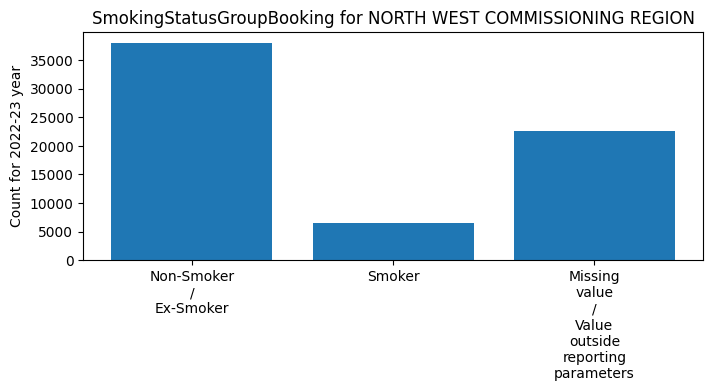 SmokingStatusGroupBooking for NORTH WEST COMMISSIONING REGION
Count for 2022-23 year
35000
30000
25000
20000
15000
10000
5000
0
Non-Smoker
/
Ex-Smoker
Smoker
Missing
value
/
Value
outside
reporting
parameters